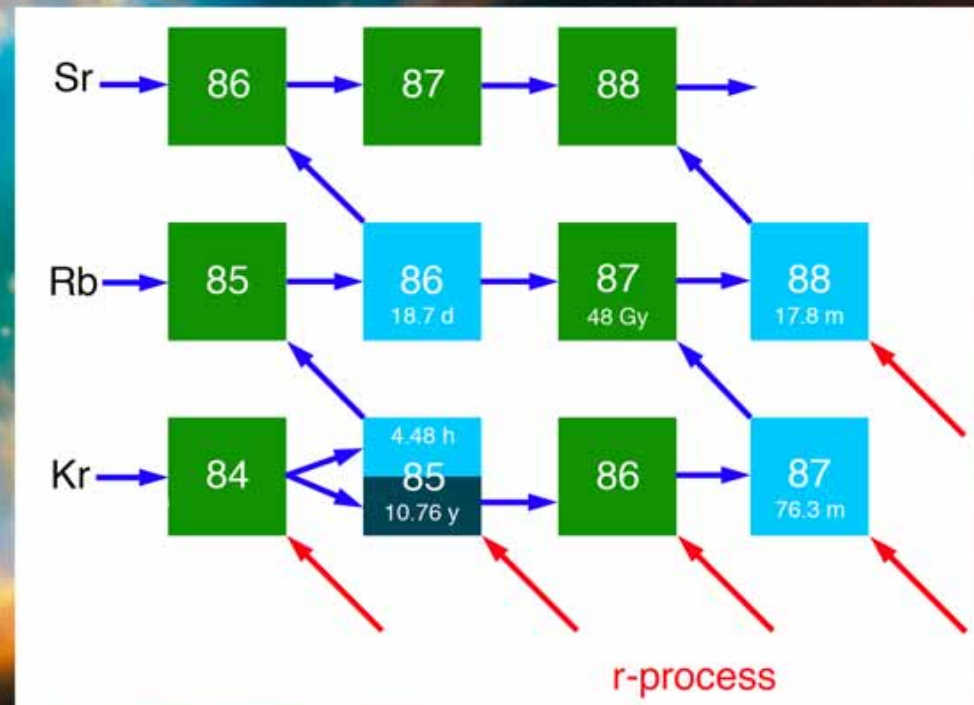 Sr 86 87 88
Rb 85 86 87 88
18.7 d 48 Gy 17.8 m
4.48 h
Kr 84 85 86 87
10.76 y 76.3 m
r-process